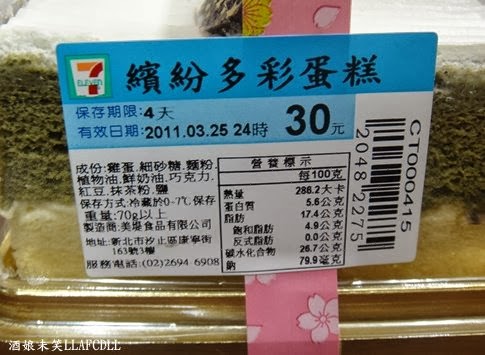 7
ELEVEN
繽紛多彩蛋糕
保存期限:4天
有效日期:2011.03.25 24時
30元
成份:雞蛋.細砂糖.麵粉.
植物油.鮮奶油.巧克力.
紅豆.抹茶粉.鹽
保存方式:冷藏於0~7℃保存
重量:70g以上
製造商:美堤食品有限公司
地址:新北市汐止區康寧街
163號3樓
服務電話:(02)2694 6908
營養標示
每100克
熱量 286.2大卡
蛋白質 5.6公克
脂肪 17.4公克
飽和脂肪 4.9公克
反式脂肪 0.0公克
碳水化合物 26.7公克
鈉 79.9毫克
2048 2275
CT000415
酒娘未笑LLAFCDLL